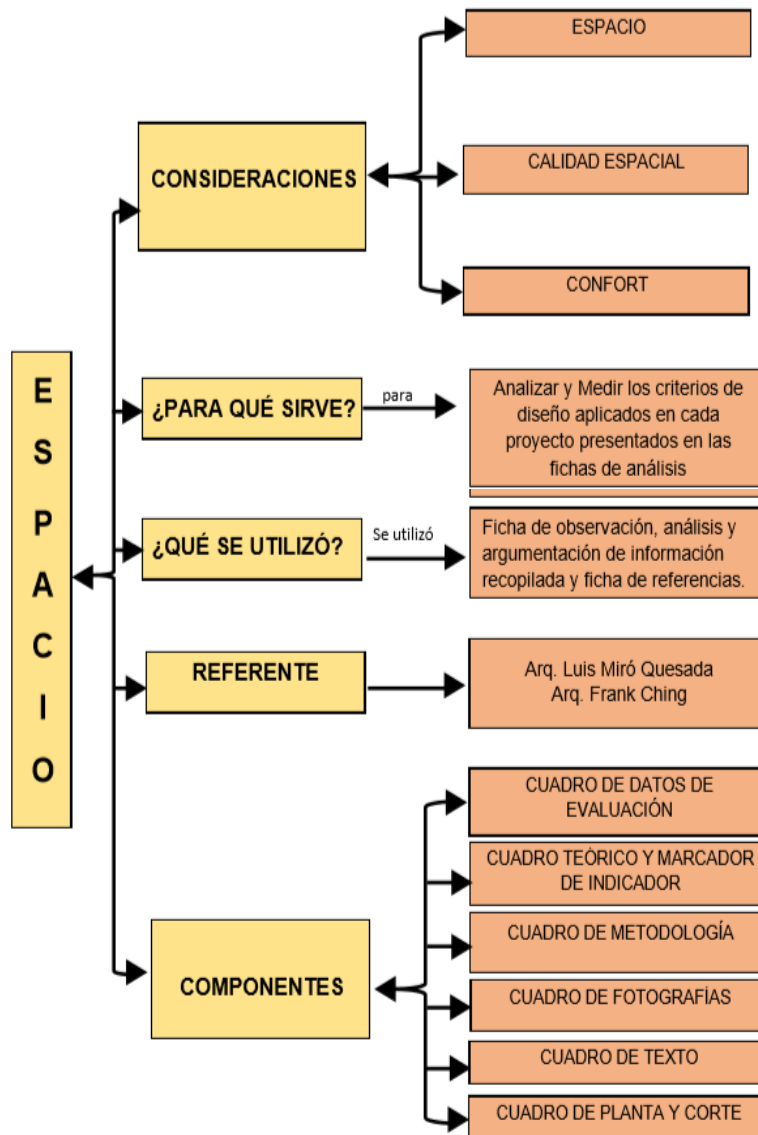 ESPACIO
CONSIDERACIONES
ESPACIO
CALIDAD ESPACIAL
CONFORT
¿PARA QUÉ SIRVE?
para
Analizar y Medir los criterios de
diseño aplicados en cada
proyecto presentados en las
fichas de análisis
¿QUÉ SE UTILIZÓ?
Se utilizó
Ficha de observación, análisis y
argumentación de información
recopilada y ficha de referencias.
REFERENTE
Arq. Luis Miró Quesada
Arq. Frank Ching
COMPONENTES
CUADRO DE DATOS DE
EVALUACIÓN
CUADRO TEÓRICO Y MARCADOR
DE INDICADOR
CUADRO DE METODOLOGÍA
CUADRO DE FOTOGRAFÍAS
CUADRO DE TEXTO
CUADRO DE PLANTA Y CORTE